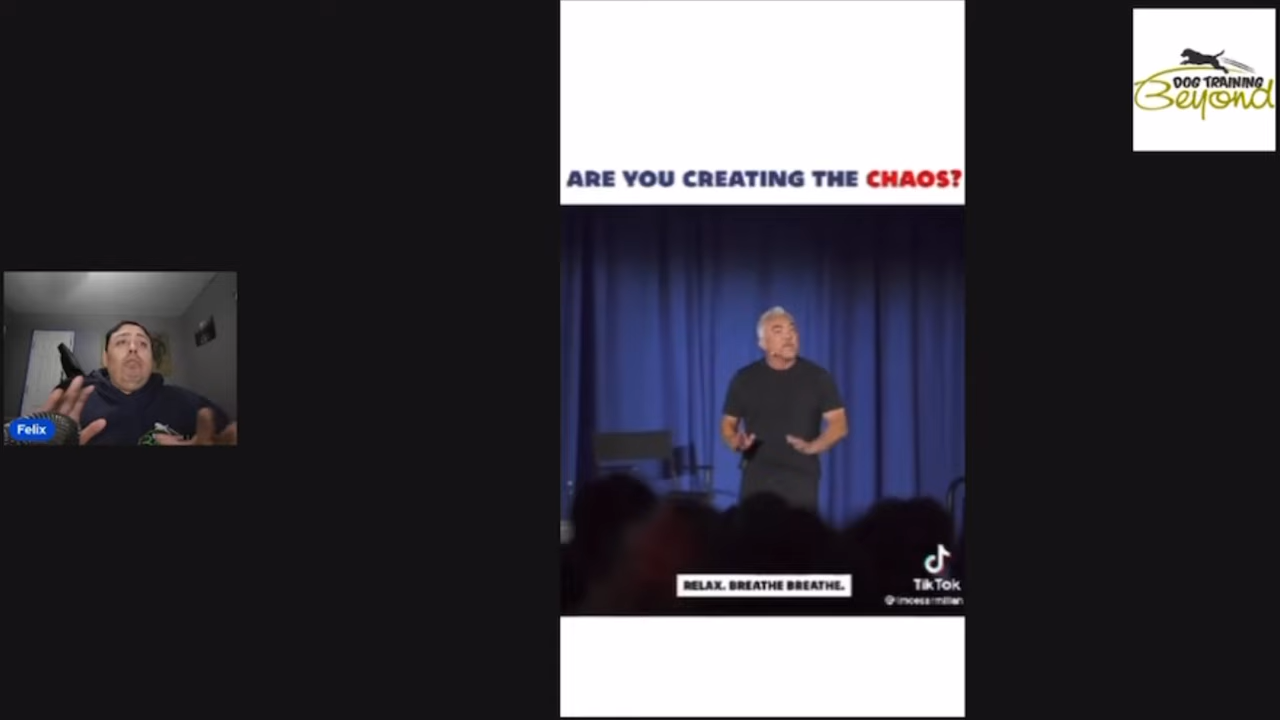 DOG TRAINING
Beyond
ARE YOU CREATING THE CHAOS?
Felix
RELAX. BREATHE BREATHE.
TikTok